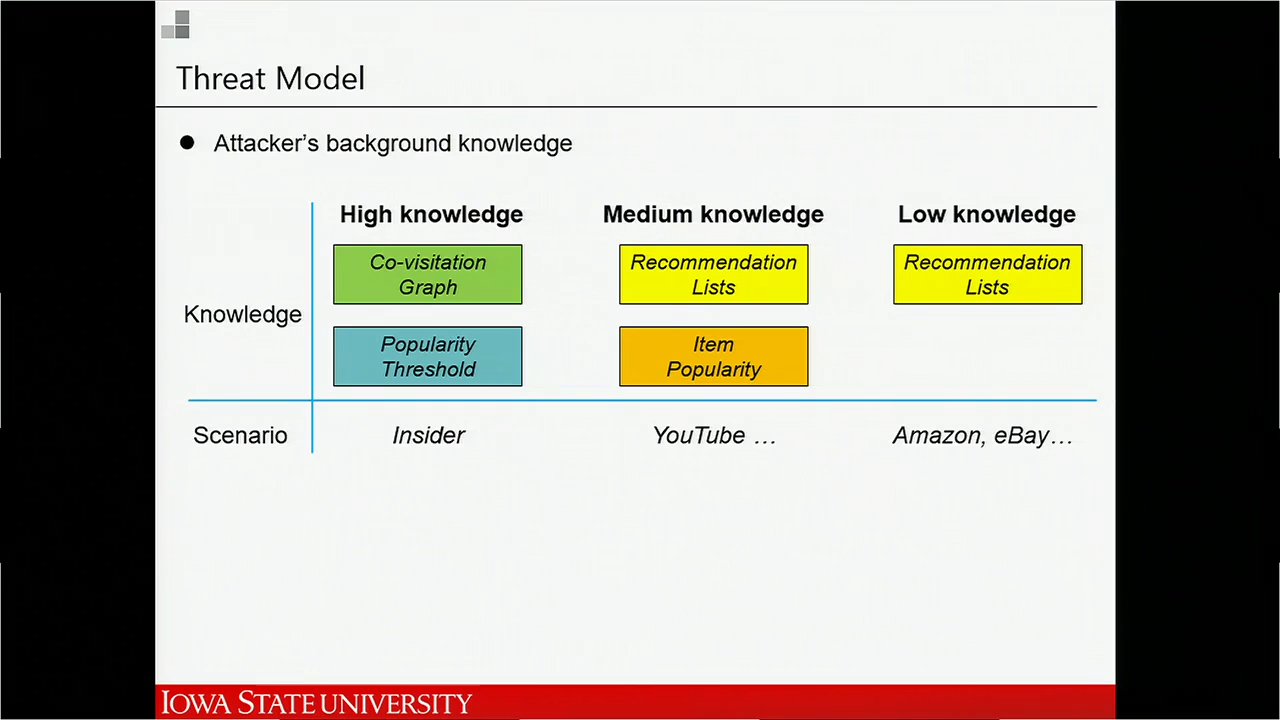 Threat Model
● Attacker's background knowledge
High knowledge Medium knowledge Low knowledge
Co-visitation
Graph
Recommendation
Lists
Recommendation
Lists
Knowledge
Popularity
Threshold
Item
Popularity
Scenario Insider YouTube … Amazon, eBay…
IOWA STATE UNIVERSITY